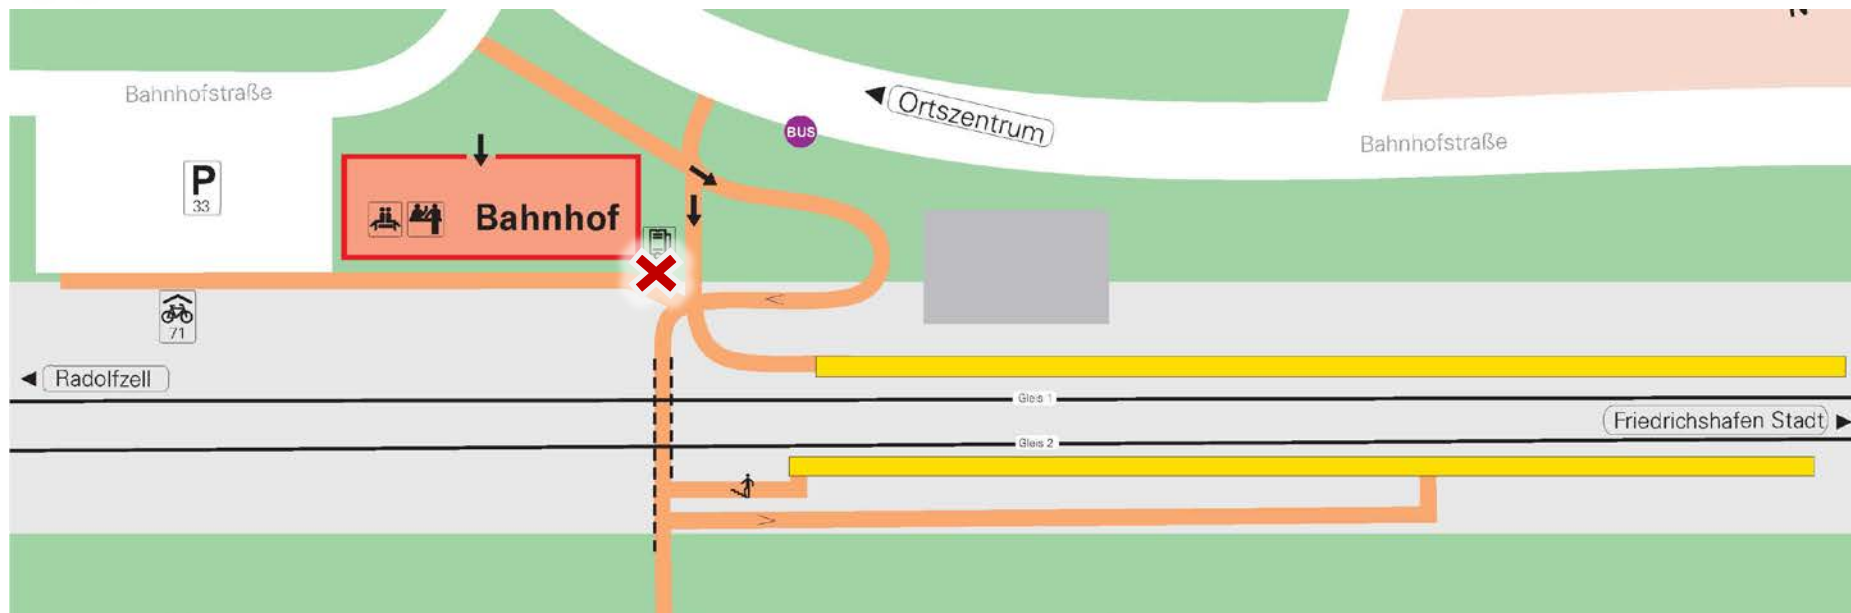 Bahnhofstraße
Ortszentrum
BUS
Bahnhofstraße
P
33
Bahnhof
71
Radolfzell
Gleis 1
Friedrichshafen Stadt
Gleis 2